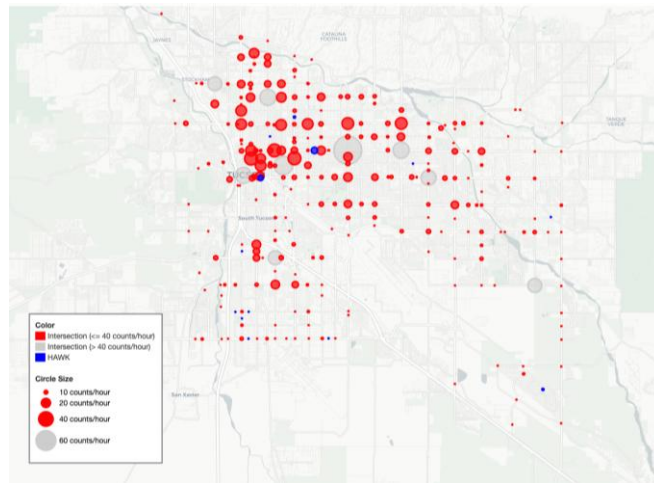 CATALINA
FOOTHILLS
TANQUE
VERDE
TUCS
South Tucson
Color
Intersection (<= 40 counts/hour)
Intersection (> 40 counts/hour)
HAWK
Circle Size
10 counts/hour
20 counts/hour
40 counts/hour
60 counts/hour
San Xavier